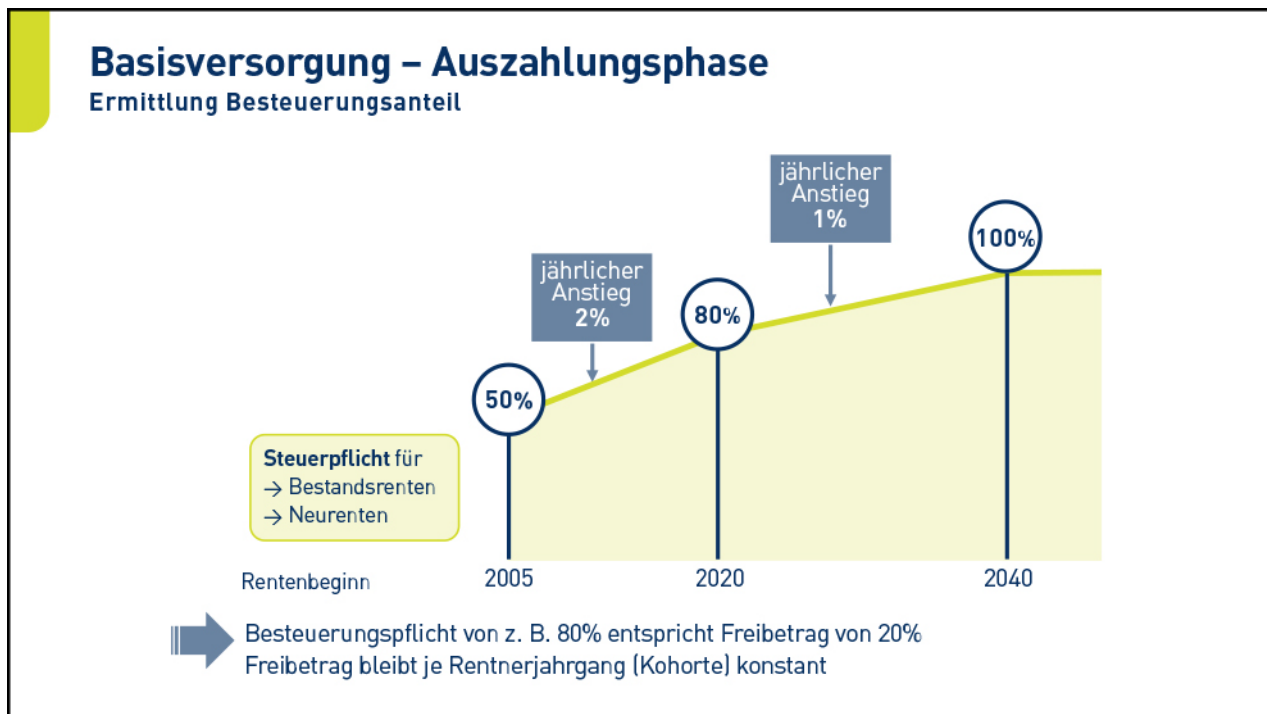 Basisversorgung – Auszahlungsphase
Ermittlung Besteuerungsanteil
jährlicher
Anstieg
1%
100%
jährlicher
Anstieg
2%
80%
50%
Steuerpflicht für
→ Bestandsrenten
→ Neurenten
Rentenbeginn
2005
2020
2040
Besteuerungspflicht von z. B. 80% entspricht Freibetrag von 20%
Freibetrag bleibt je Rentnerjahrgang (Kohorte) konstant